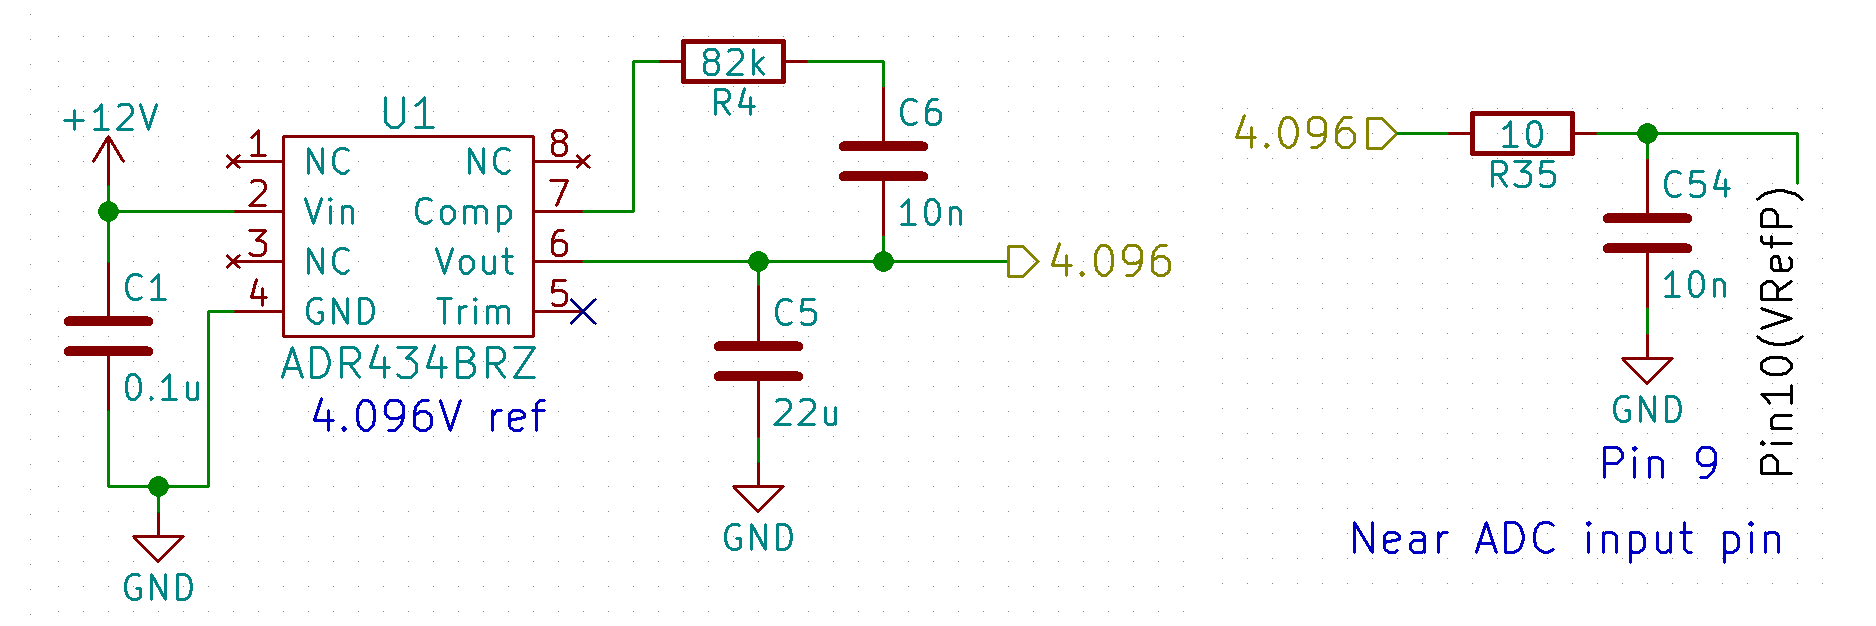 +12V
C1
0.1u
GND
U1
1
NC
2
Vin
3
NC
4
GND
NC
8
Comp
7
Vout
6
Trim
5
ADR434BRZ
4.096V ref
82k
R4
C6
10n
4.096
C5
22u
GND
4.096
10
R35
C54
10n
GND
Pin 9
Pin10(VRefP)
Near ADC input pin